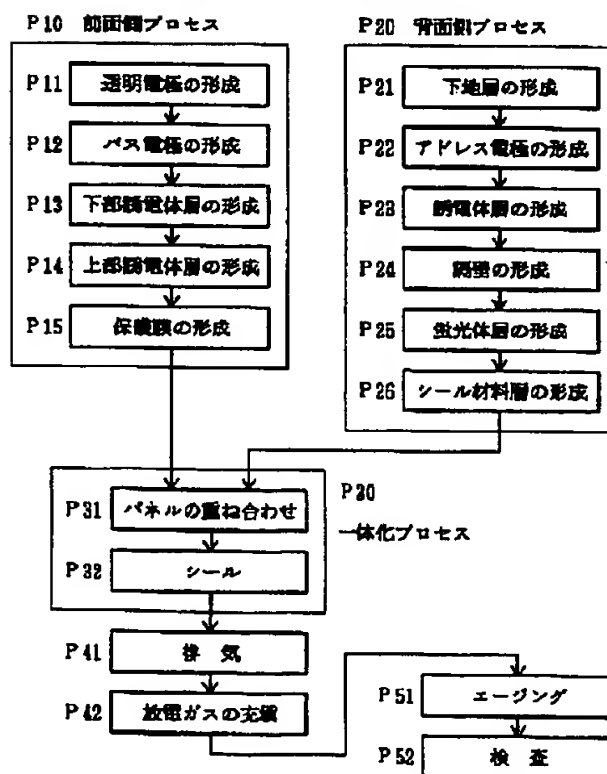 P10 前面側プロセス
P11 透明電極の形成
P12 バス電極の形成
P13 下部誘電体層の形成
P14 上部誘電体層の形成
P15 保護膜の形成
P20 背面側プロセス
P21 下地層の形成
P22 アドレス電極の形成
P23 誘電体層の形成
P24 隔壁の形成
P25 蛍光体層の形成
P26 シール材料層の形成
P30
一体化プロセス
P31 パネルの重ね合わせ
P32 シール
P41 排 気
P42 放電ガスの充填
P51 エージング
P52 検 査